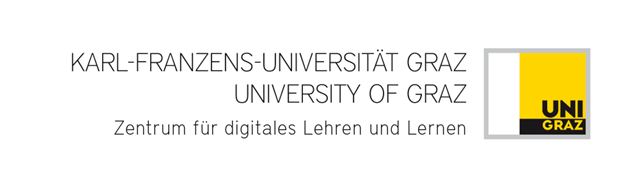 KARL-FRANZENS-UNIVERSITÄT GRAZ
UNIVERSITY OF GRAZ
Zentrum für digitales Lehren und Lernen
UNI
GRAZ